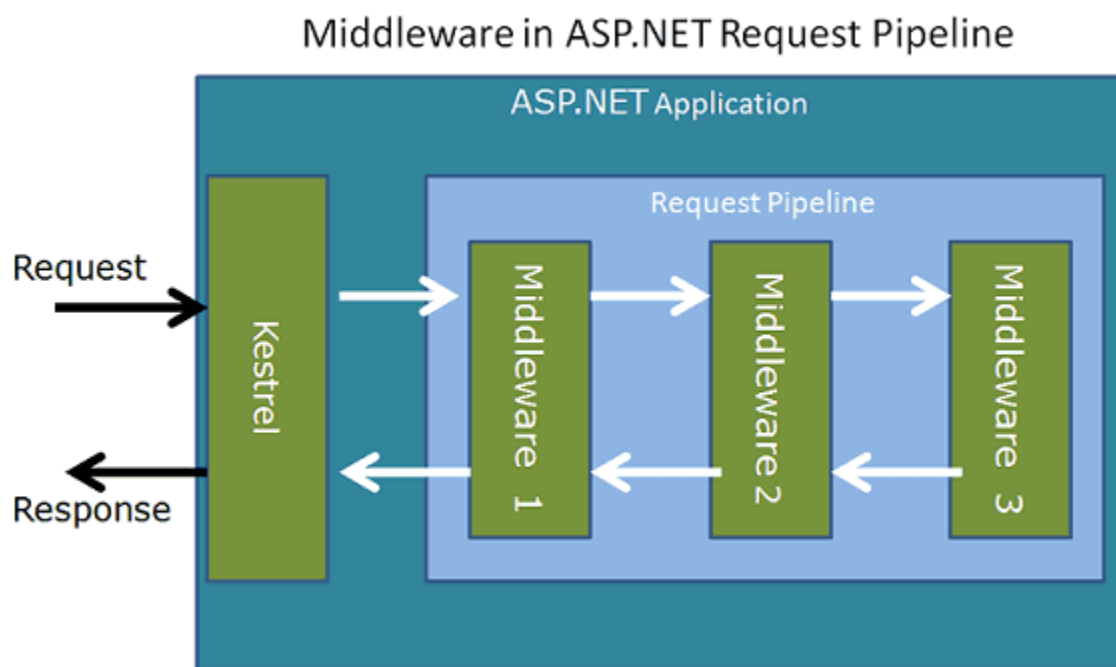 Middleware in ASP.NET Request Pipeline
ASP.NET Application
Request Pipeline
Request
Response
Kestrel
Middleware 1
Middleware 2
Middleware 3